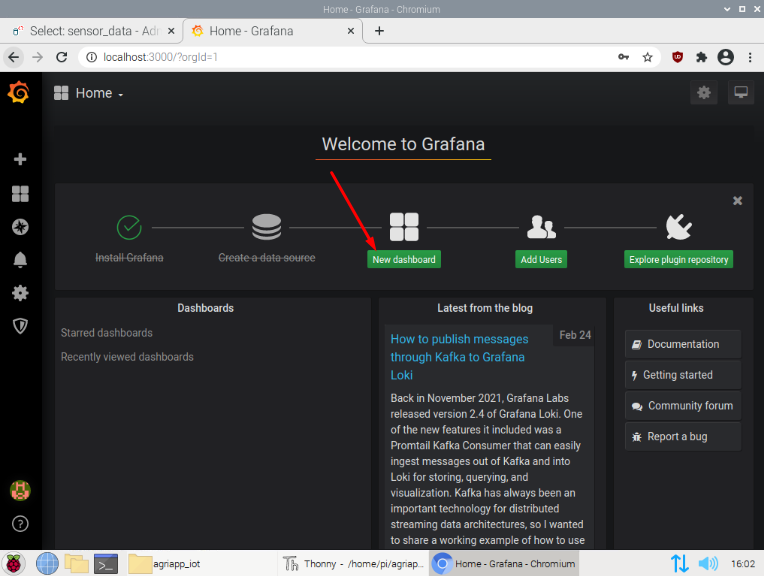 Home - Grafana - Chromium
Select: sensor_data - Adm
Home - Grafana
localhost:3000/?orgId=1
Home
Welcome to Grafana
Install Grafana
Create a data source
New dashboard
Add Users
Explore plugin repository
Dashboards
Starred dashboards
Recently viewed dashboards
Latest from the blog
How to publish messages
through Kafka to Grafana
Loki
Feb 24
Back in November 2021, Grafana Labs
released version 2.4 of Grafana Loki. One
of the new features it included was a
Promtail Kafka Consumer that can easily
ingest messages out of Kafka and into
Loki for storing, querying, and
visualization. Kafka has always been an
important technology for distributed
streaming data architectures, so I wanted
to share a working example of how to use
Useful links
Documentation
Getting started
Community forum
Report a bug
agriapp_iot
Thonny - /home/pi/agriap...
Home - Grafana - Chromium
16:02